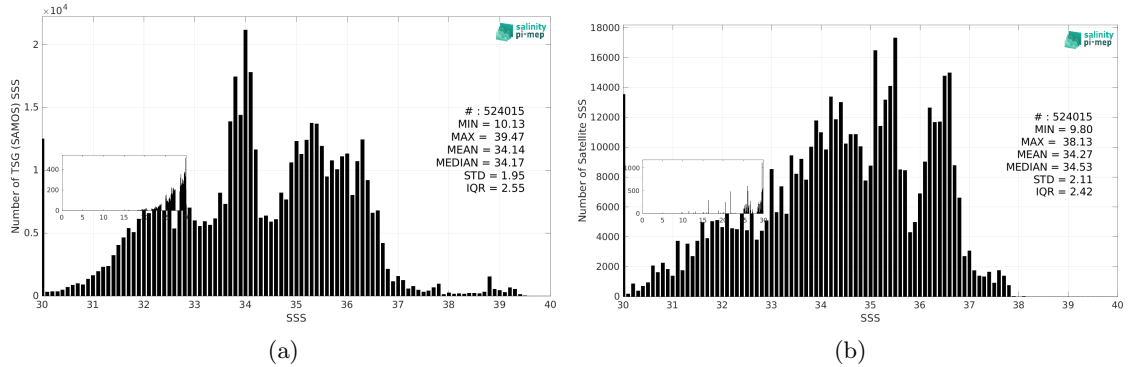 ×10⁴
salinity
pi-mep
Number of TSG (SAMOS) SSS
2
1.5
1
0.5
0
# : 524015
MIN = 10.13
MAX = 39.47
MEAN = 34.14
MEDIAN = 34.17
STD = 1.95
IQR = 2.55
400
200
0
0 5 10 15 20 25 30
30 31 32 33 34 35 36 37 38 39 40
SSS
(a)
salinity
pi-mep
Number of Satellite SSS
18000
16000
14000
12000
10000
8000
6000
4000
2000
0
# : 524015
MIN = 9.80
MAX = 38.13
MEAN = 34.27
MEDIAN = 34.53
STD = 2.11
IQR = 2.42
1000
500
0
0 5 10 15 20 25 30
30 31 32 33 34 35 36 37 38 39 40
SSS
(b)